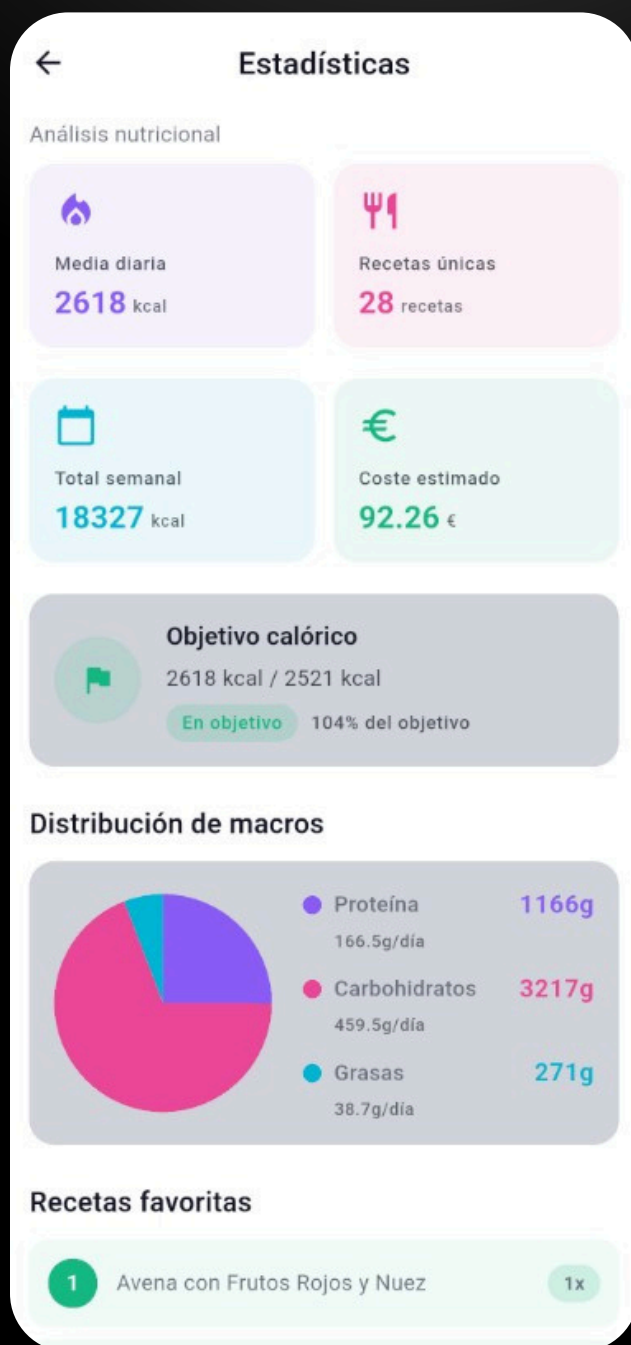 Estadísticas
Análisis nutricional
Media diaria
2618 kcal
Recetas únicas
28 recetas
Total semanal
18327 kcal
Coste estimado
92.26 €
Objetivo calórico
2618 kcal / 2521 kcal
En objetivo 104% del objetivo
Distribución de macros
Proteína 1166g
166.5g/día
Carbohidratos 3217g
459.5g/día
Grasas 271g
38.7g/día
Recetas favoritas
1 Avena con Frutos Rojos y Nuez 1x